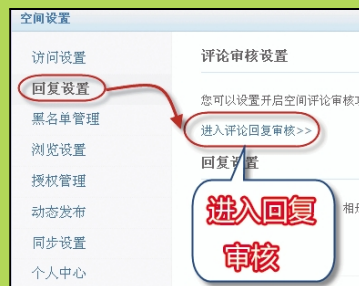 空间设置
访问设置
回复设置
黑名单管理
浏览设置
授权管理
动态发布
同步设置
个人中心
评论审核设置
您可以设置开启空间评论审核
进入评论回复审核>>
回复设置
相册
进入回复
审核